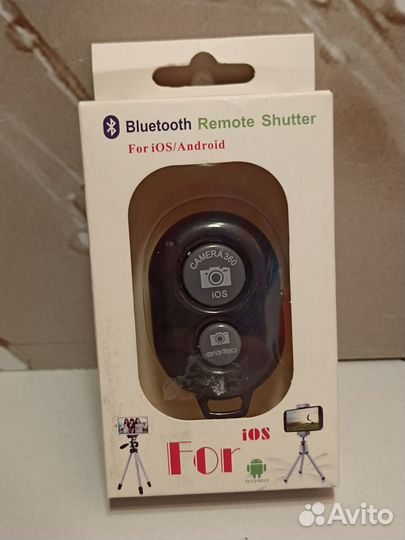 Bluetooth Remote Shutter
For iOS/Android
CAMERA360
iOS
android
For iOS
android
Avito